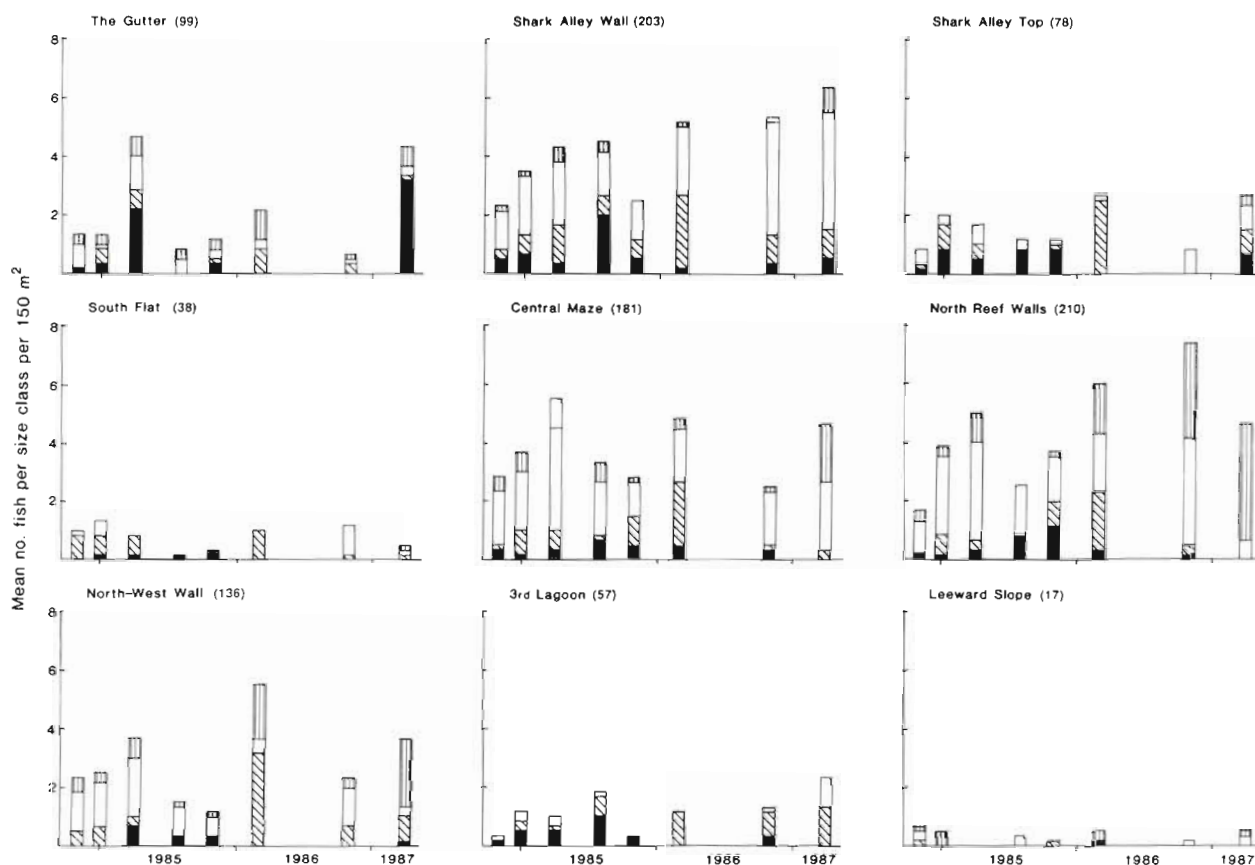 The Gutter (99)
Shark Alley Wall (203)
Shark Alley Top (78)
8
6
4
2
South Flat (38)
Central Maze (181)
North Reef Walls (210)
8
6
4
2
Mean no. fish per size class per 150 m²
North-West Wall (136)
3rd Lagoon (57)
Leeward Slope (17)
8
6
4
2
1985 1986 1987
1985 1986 1987
1985 1986 1987